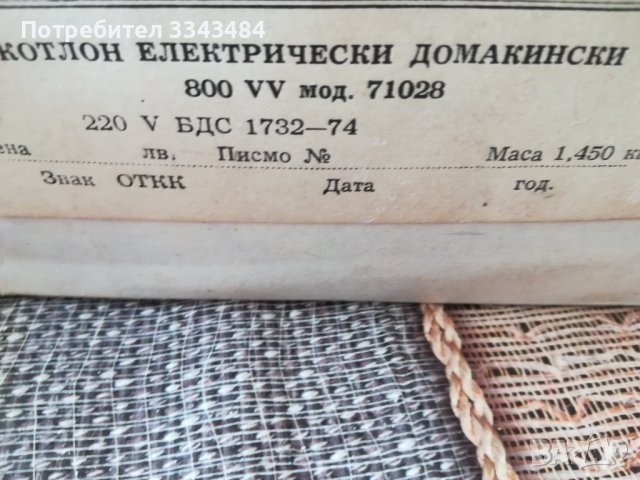 Потребител 3343484
КОТЛОН ЕЛЕКТРИЧЕСКИ ДОМАКИНСКИ
800 VV мод. 71028
220 V БДС 1732—74
ена лв. Писмо № Маса 1,450 к
Знак ОТКК Дата год.